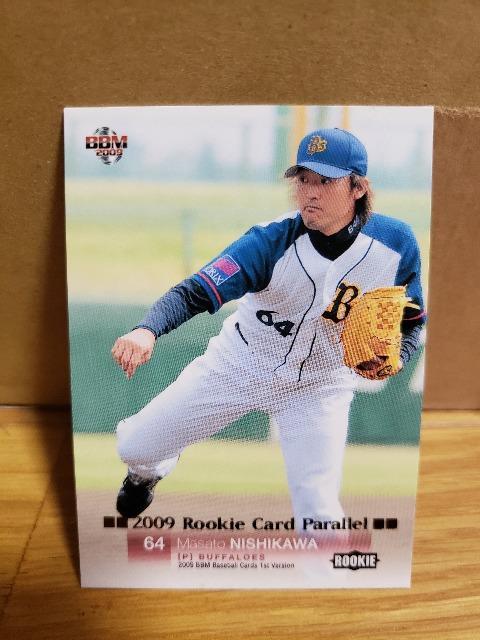 BBM
2009
Bs
ORIX
B
64
2009 Rookie Card Parallel
64 Masato NISHIKAWA
[P] BUFFALOES
2009 BBM Baseball Cards 1st Version
ROOKIE